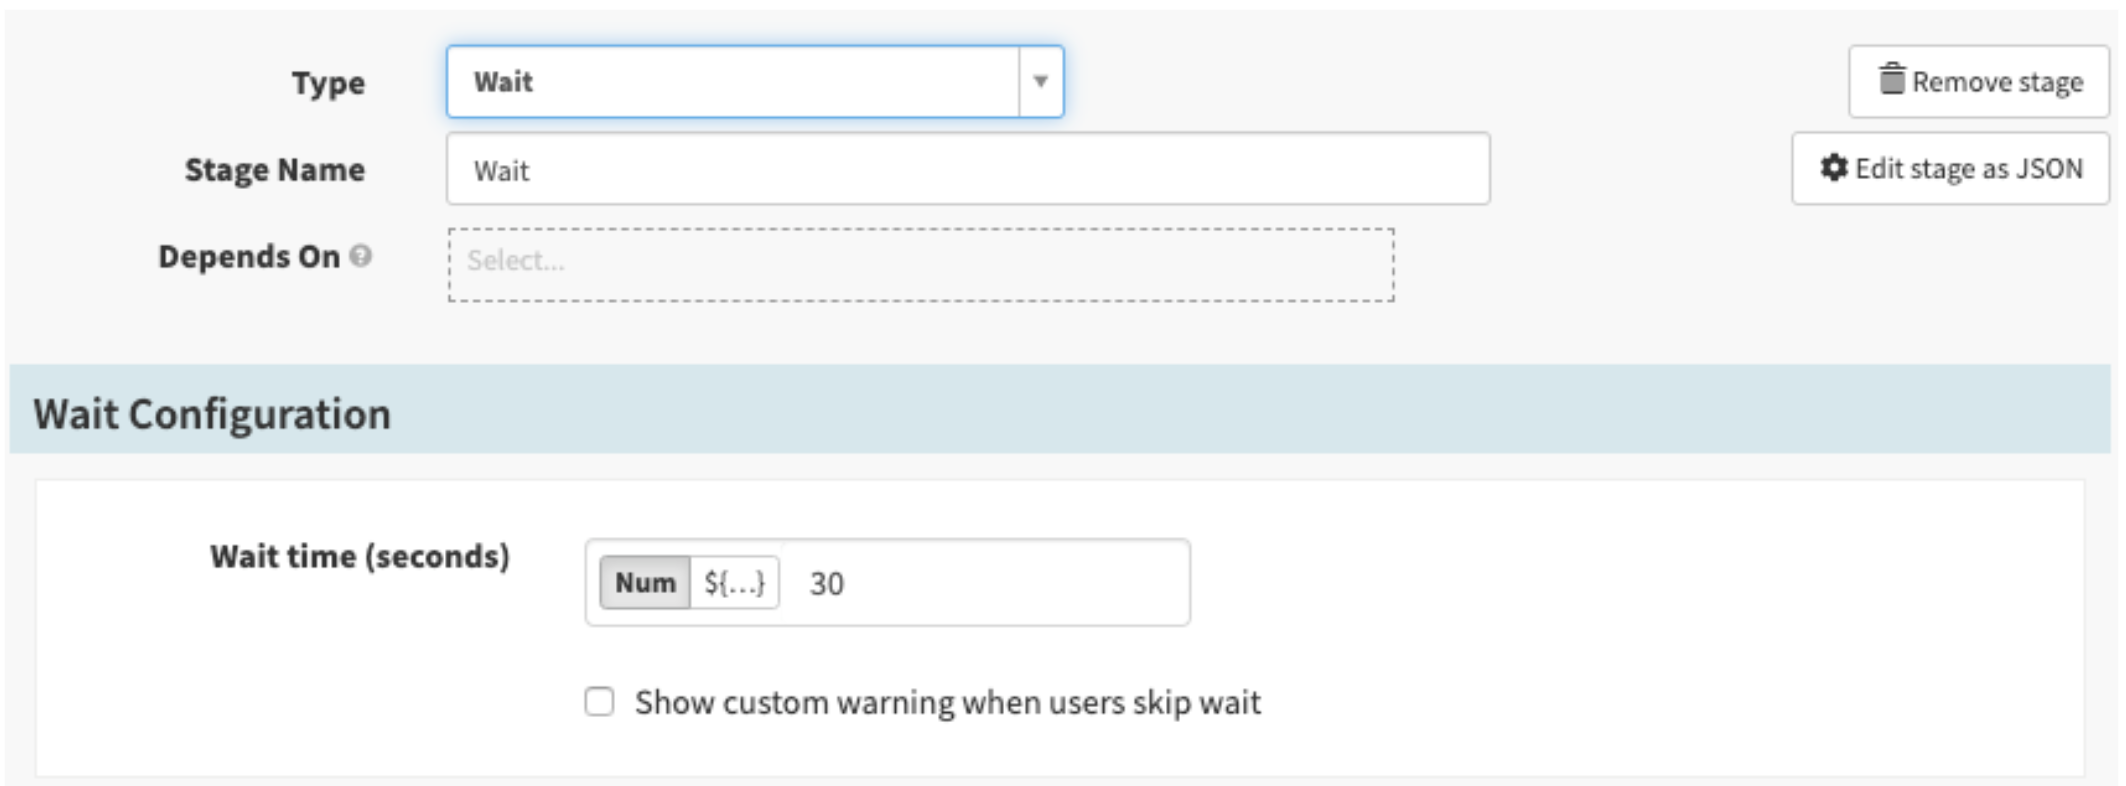 Type Wait Remove stage
Stage Name Wait Edit stage as JSON
Depends On ? Select...
Wait Configuration
Wait time (seconds) Num ${...} 30
Show custom warning when users skip wait